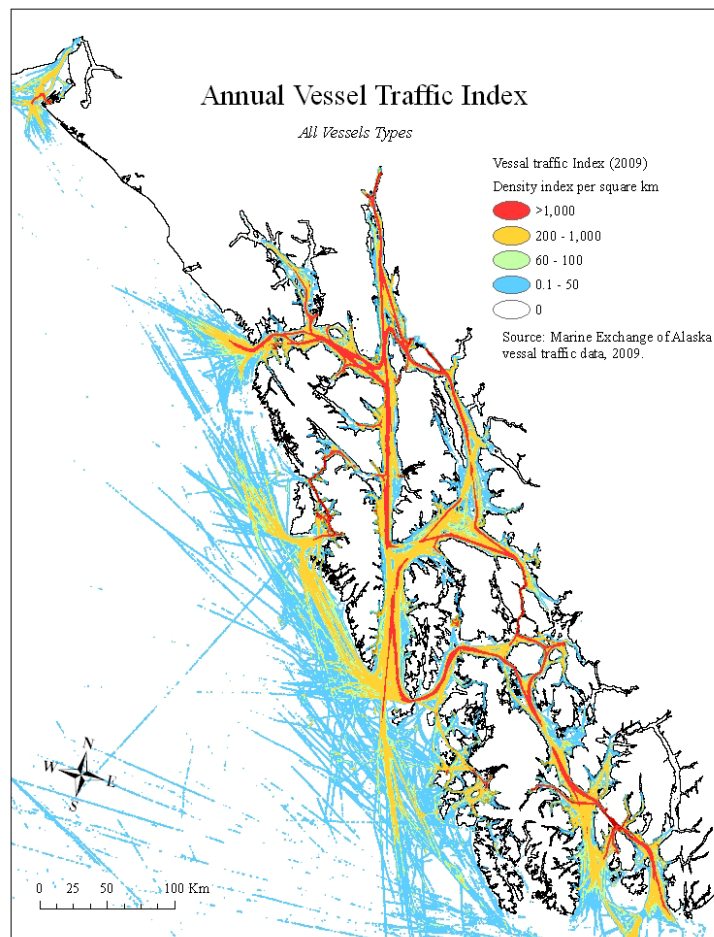 Annual Vessel Traffic Index
All Vessels Types
Vessal traffic Index (2009)
Density index per square km
>1,000
200 - 1,000
60 - 100
0.1 - 50
0
Source: Marine Exchange of Alaska
vessal traffic data, 2009.
N
W E
S
0 25 50 100 Km